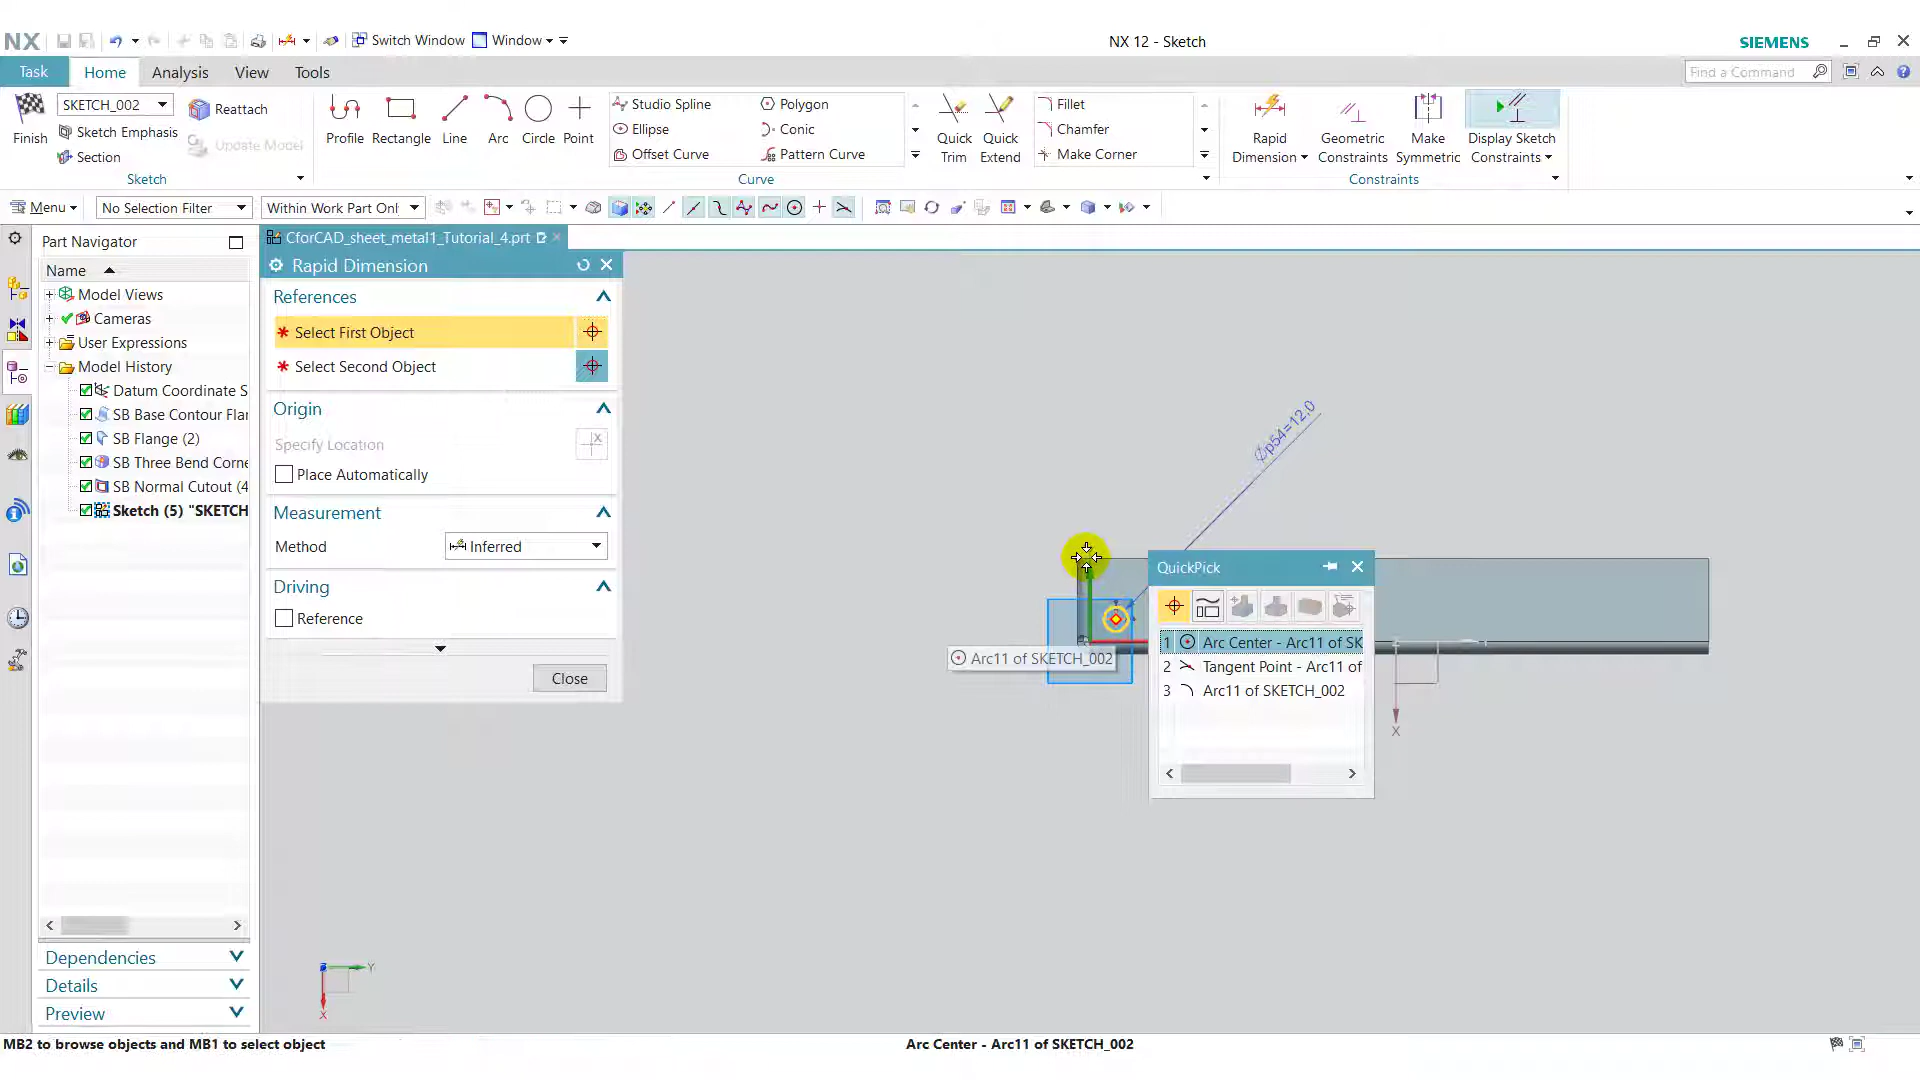 NX
Switch Window
Window
NX 12 - Sketch
SIEMENS
Task
Home
Analysis
View
Tools
Find a Command
SKETCH_002
Reattach
Finish
Sketch Emphasis
Update Model
Section
Sketch
Profile
Rectangle
Line
Arc
Circle
Point
Studio Spline
Polygon
Ellipse
Conic
Offset Curve
Pattern Curve
Curve
Quick Trim
Quick Extend
Fillet
Chamfer
Make Corner
Rapid Dimension
Geometric Constraints
Make Symmetric
Display Sketch Constraints
Constraints
Menu
No Selection Filter
Within Work Part Onl
Part Navigator
Name
Model Views
Cameras
User Expressions
Model History
Datum Coordinate S
SB Base Contour Flar
SB Flange (2)
SB Three Bend Corne
SB Normal Cutout (4
Sketch (5) "SKETCH
Dependencies
Details
Preview
CforCAD_sheet_metal1_Tutorial_4.prt
Rapid Dimension
References
* Select First Object
* Select Second Object
Origin
Specify Location
Place Automatically
Measurement
Method
Inferred
Driving
Reference
Close
Øp54=12.0
Arc11 of SKETCH_002
QuickPick
1 Arc Center - Arc11 of SK
2 Tangent Point - Arc11 of
3 Arc11 of SKETCH_002
X
Y
X
MB2 to browse objects and MB1 to select object
Arc Center - Arc11 of SKETCH_002